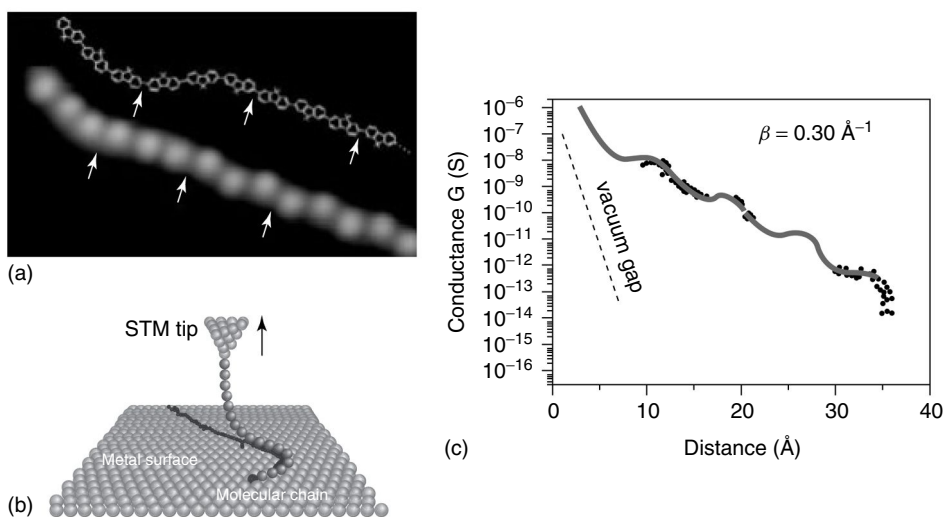 (a)
STM tip
Metal surface
Molecular chain
(b)
10⁻⁶
10⁻⁷
10⁻⁸
10⁻⁹
10⁻¹⁰
10⁻¹¹
10⁻¹²
10⁻¹³
10⁻¹⁴
10⁻¹⁵
10⁻¹⁶
Conductance G (S)
β = 0.30 Å⁻¹
vacuum gap
0
10
20
30
40
Distance (Å)
(c)